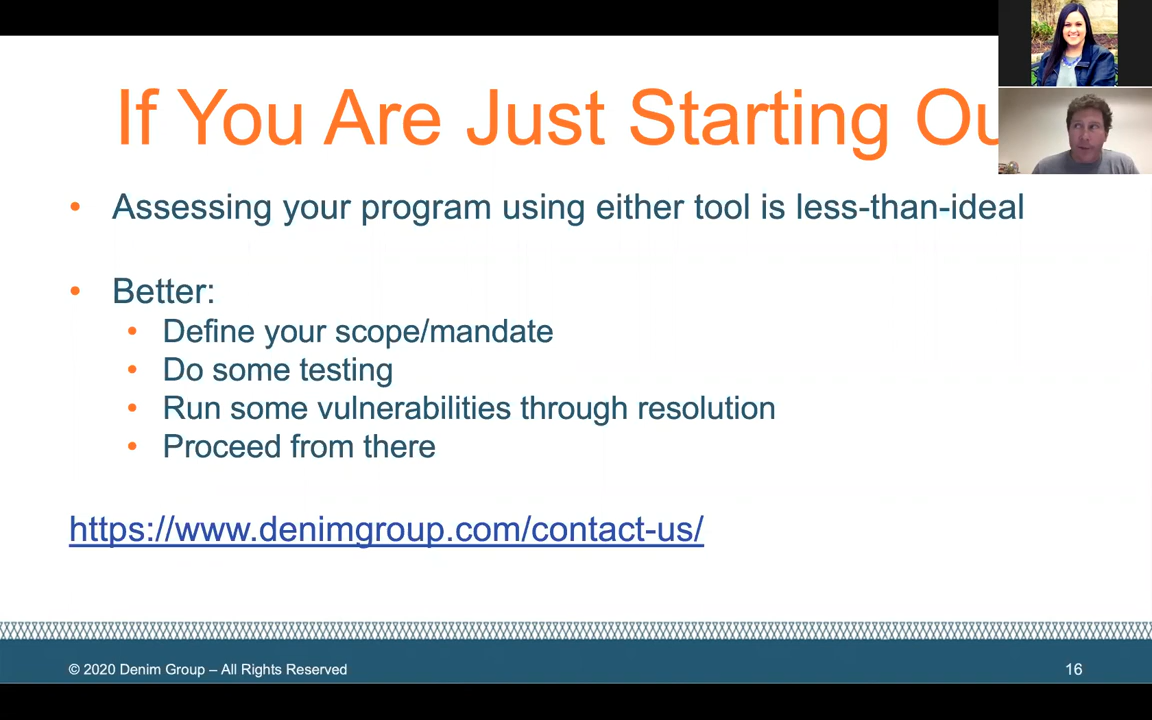 If You Are Just Starting Ou
• Assessing your program using either tool is less-than-ideal
• Better:
• Define your scope/mandate
• Do some testing
• Run some vulnerabilities through resolution
• Proceed from there
https://www.denimgroup.com/contact-us/
© 2020 Denim Group – All Rights Reserved
16